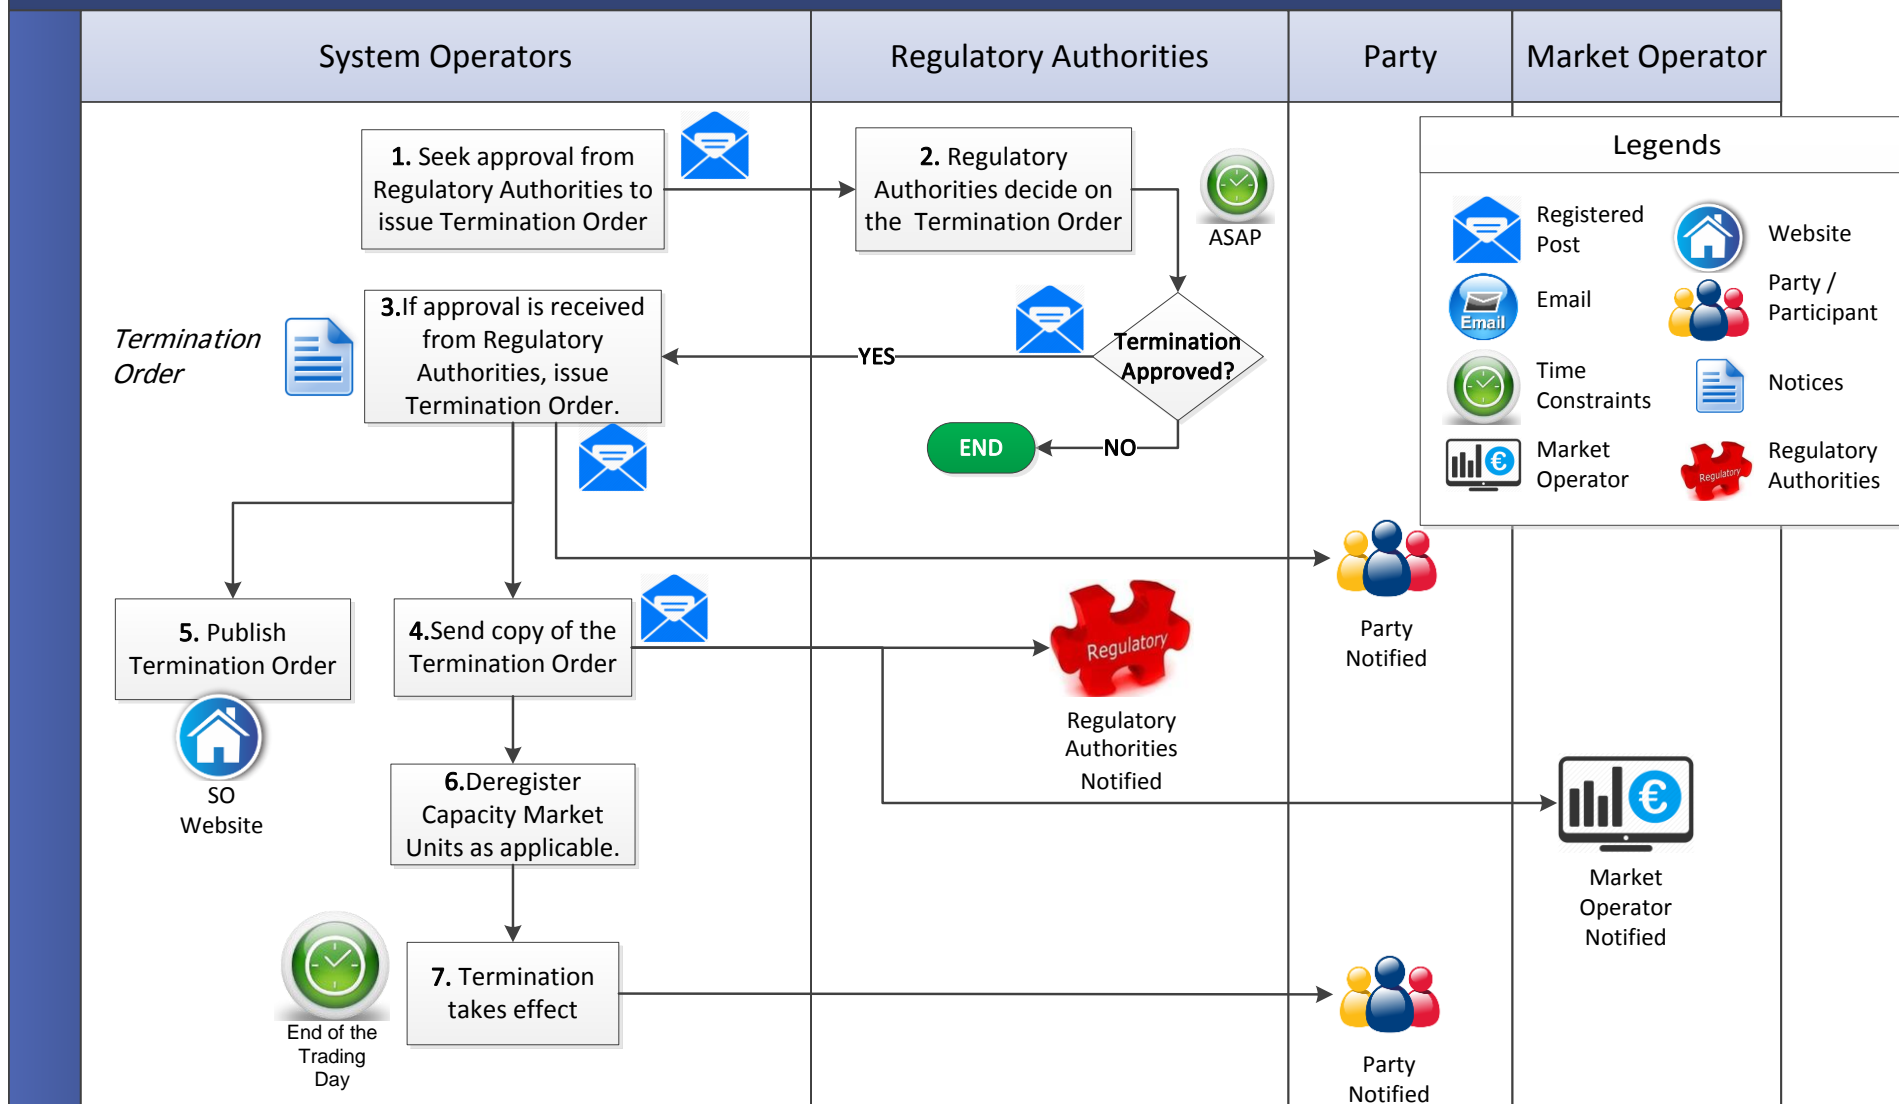 System Operators
Regulatory Authorities
Party
Market Operator
1. Seek approval from
Regulatory Authorities to
issue Termination Order
2. Regulatory
Authorities decide on
the Termination Order
ASAP
Legends
Registered
Post
Website
Email
Email
Party /
Participant
Time
Constraints
Notices
Market
Operator
Regulatory
Regulatory
Authorities
Termination
Order
3.If approval is received
from Regulatory
Authorities, issue
Termination Order.
YES
Termination
Approved?
END
NO
5. Publish
Termination Order
SO
Website
4.Send copy of the
Termination Order
Regulatory
Regulatory
Authorities
Notified
Party
Notified
6.Deregister
Capacity Market
Units as applicable.
€
Market
Operator
Notified
End of the
Trading
Day
7. Termination
takes effect
Party
Notified